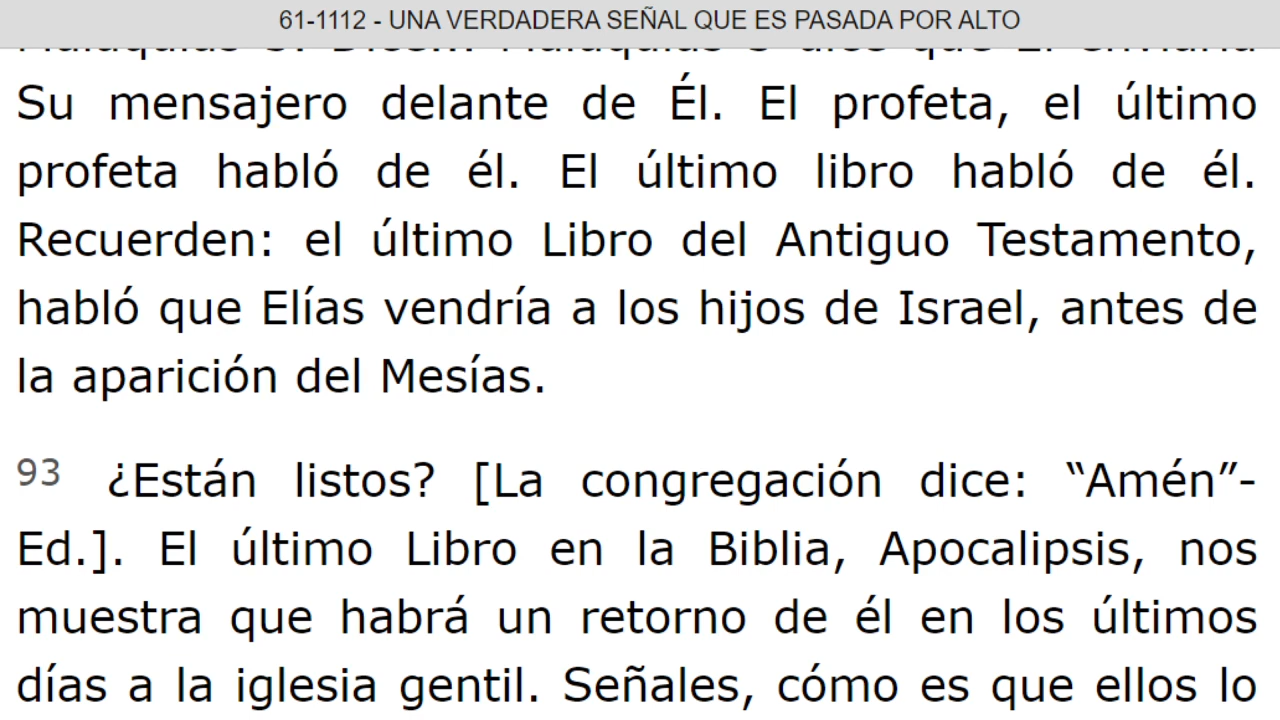 61-1112 - UNA VERDADERA SEÑAL QUE ES PASADA POR ALTO
Su mensajero delante de Él. El profeta, el último
profeta habló de él. El último libro habló de él.
Recuerden: el último Libro del Antiguo Testamento,
habló que Elías vendría a los hijos de Israel, antes de
la aparición del Mesías.
93 ¿Están listos? [La congregación dice: “Amén”-
Ed.]. El último Libro en la Biblia, Apocalipsis, nos
muestra que habrá un retorno de él en los últimos
días a la iglesia gentil. Señales, cómo es que ellos lo